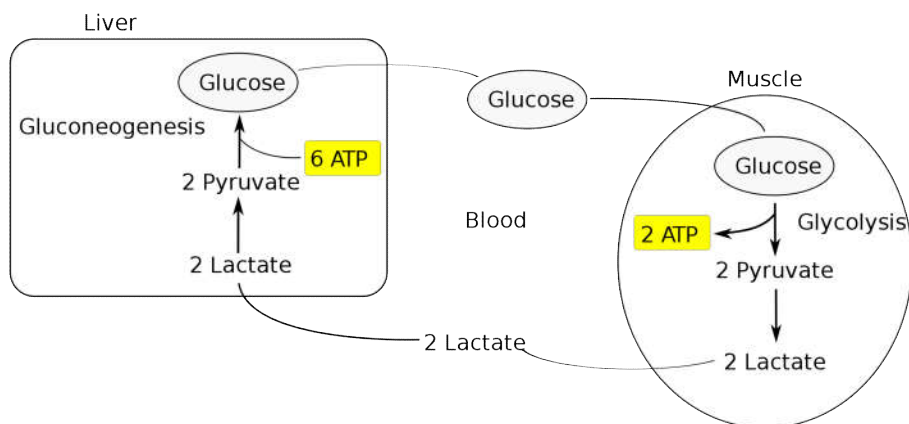 Liver
Glucose
Gluconeogenesis
6 ATP
2 Pyruvate
2 Lactate
Glucose
Blood
2 Lactate
Muscle
Glucose
Glycolysis
2 ATP
2 Pyruvate
2 Lactate